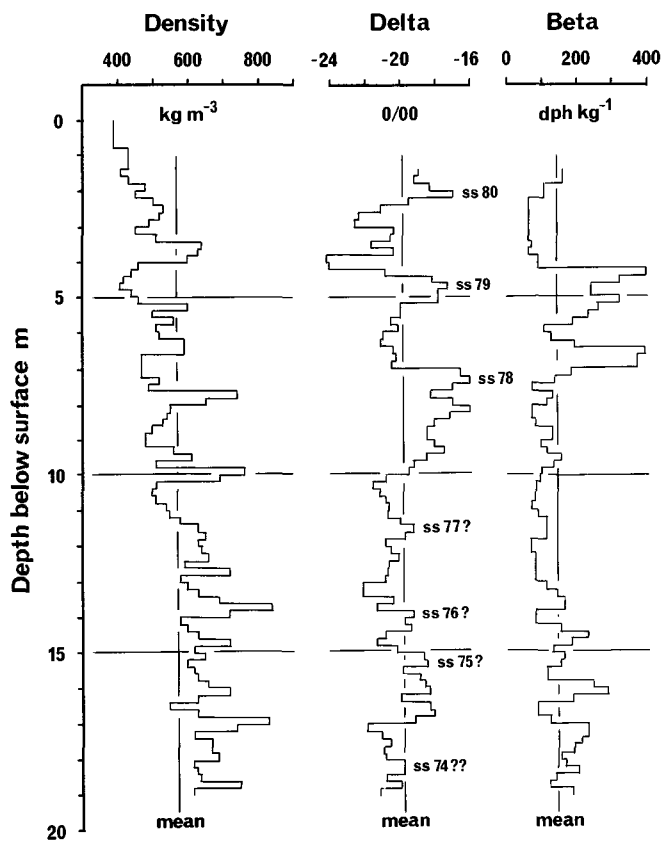 Density Delta Beta
400 600 800 -24 -20 -16 0 200 400
kg m⁻³ 0/00 dph kg⁻¹
0
ss 80
ss 79
5
ss 78
10
ss 77?
ss 76?
15
ss 75?
ss 74??
20
mean mean mean
Depth below surface m